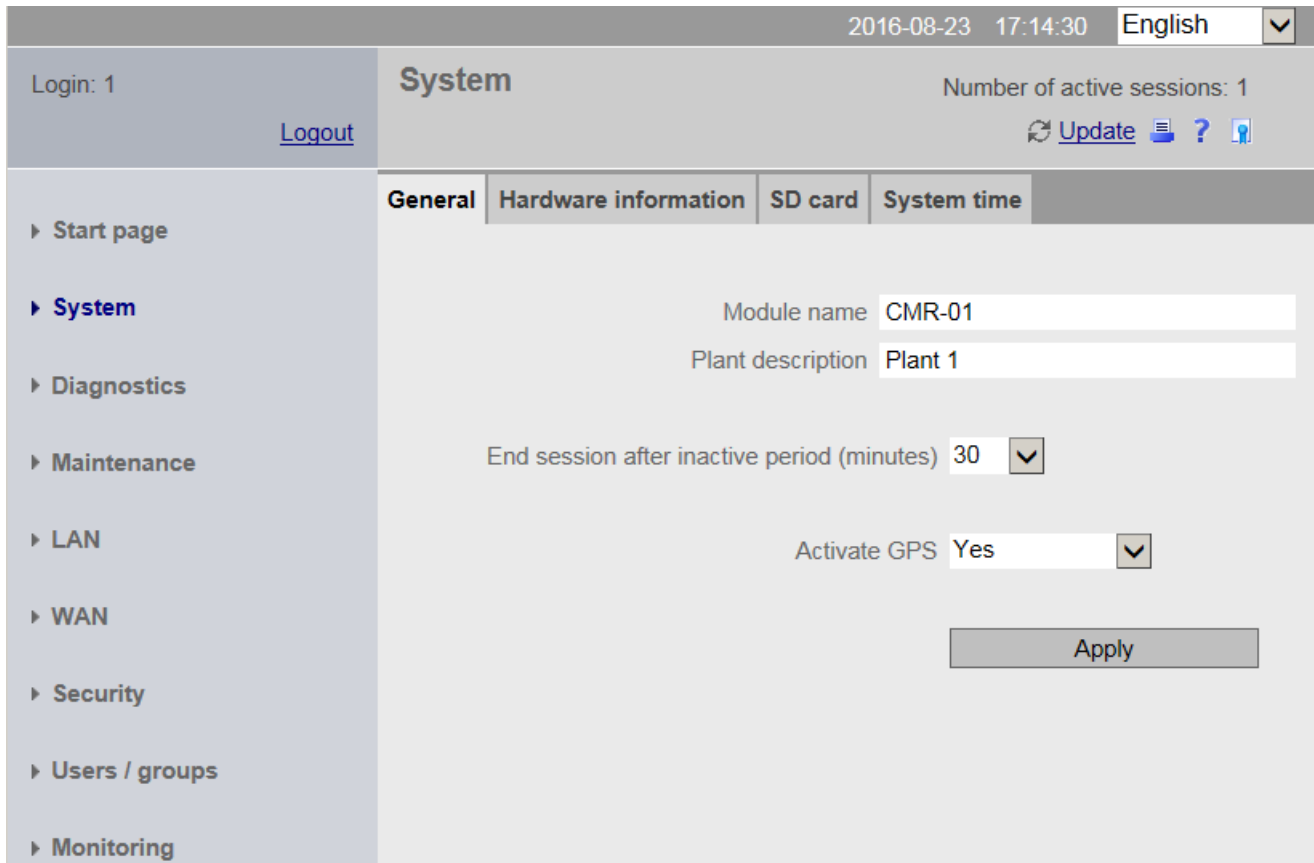 2016-08-23 17:14:30 English
Login: 1
Logout
System
Number of active sessions: 1
Update ?
General Hardware information SD card System time
Start page
System
Diagnostics
Maintenance
LAN
WAN
Security
Users / groups
Monitoring
Module name CMR-01
Plant description Plant 1
End session after inactive period (minutes) 30
Activate GPS Yes
Apply